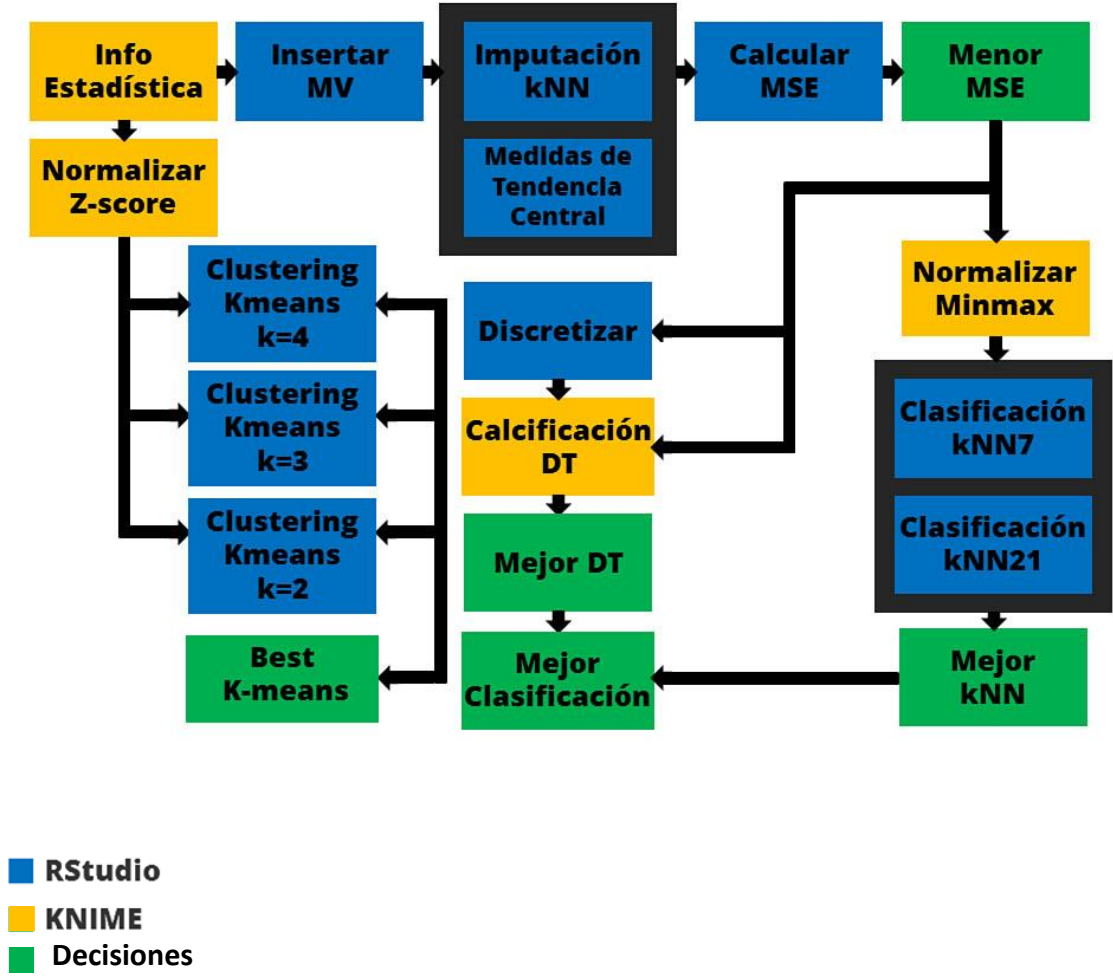 Info
Estadística
Insertar
MV
Imputación
kNN
Medidas de
Tendencia
Central
Calcular
MSE
Menor
MSE
Normalizar
Z-score
Clustering
Kmeans
k=4
Clustering
Kmeans
k=3
Clustering
Kmeans
k=2
Best
K-means
Discretizar
Calcificación
DT
Mejor DT
Mejor
Clasificación
Normalizar
Minmax
Clasificación
kNN7
Clasificación
kNN21
Mejor
kNN
RStudio
KNIME
Decisiones